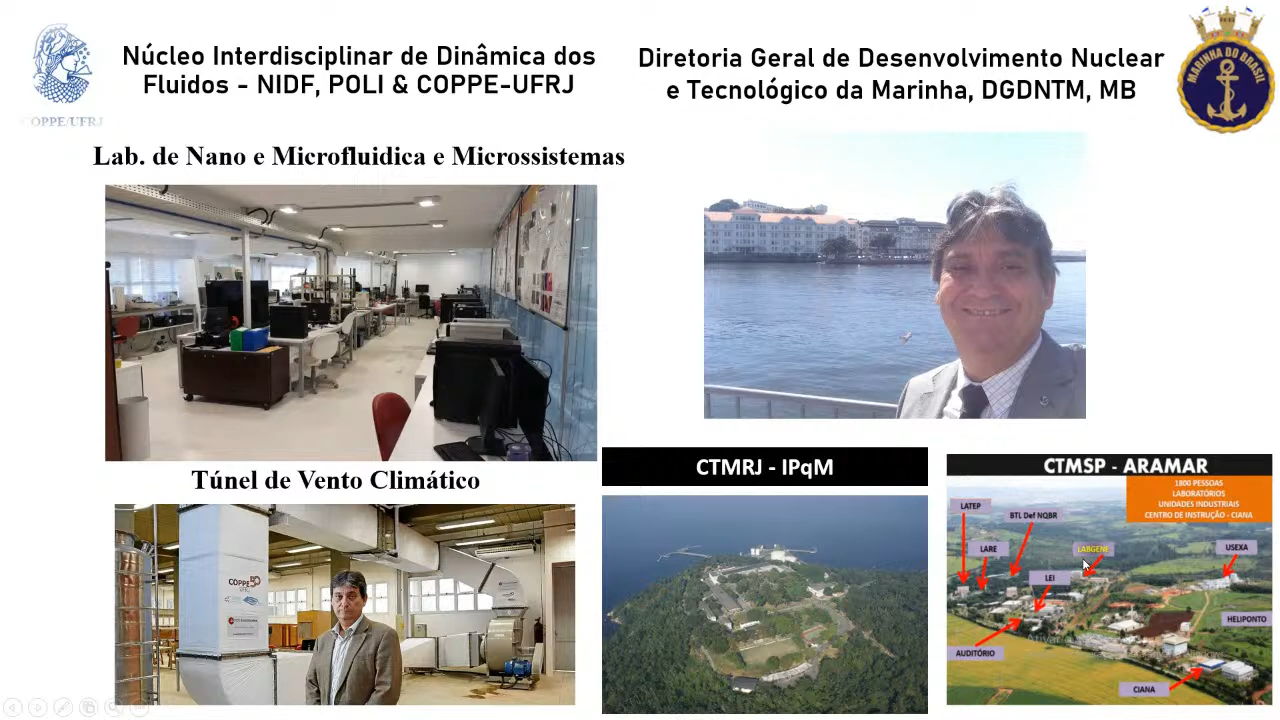 Núcleo Interdisciplinar de Dinâmica dos
Fluidos - NIDF, POLI & COPPE-UFRJ
COPPE/UFRJ
Diretoria Geral de Desenvolvimento Nuclear
e Tecnológico da Marinha, DGDNTM, MB
MARINHA DO BRASIL
Lab. de Nano e Microfluidica e Microssistemas
Túnel de Vento Climático
COPPE
CTMRJ - IPqM
CTMSP - ARAMAR
1800 PESSOAS
LABORATÓRIOS
UNIDADES INDUSTRIAIS
CENTRO DE INSTRUÇÃO - CIANA
LATEP
BTL Def NQBR
LARE
LABGENE
USEXA
LEI
HELIPONTO
AUDITÓRIO
CIANA